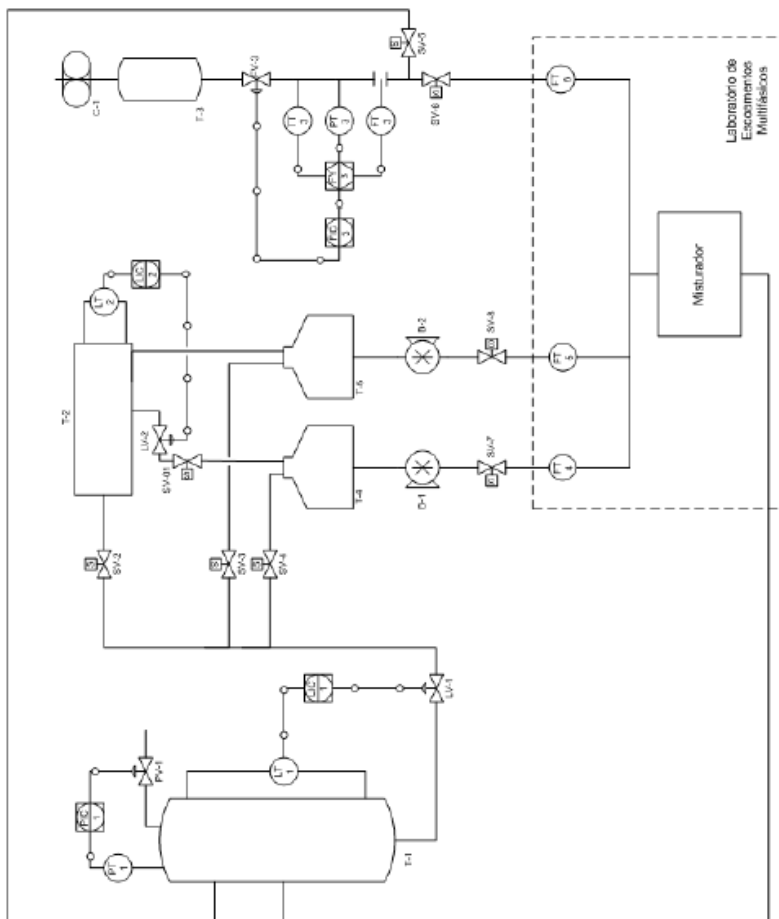 C-1
T-3
SV-5
S
SV-6
S
FT
6
Laboratório de
Escoamentos
Multifásicos
FT
3
PT
3
FT
3
FY
3
FIC
3
LT
2
LIC
2
T-2
LV-2
SV-01
S
T-5
B-2
SV-8
S
FT
5
T-4
B-1
SV-7
S
FT
4
Misturador
S
SV-2
S
SV-3
S
SV-4
LIC
1
LV-1
LT
1
PV-1
PIC
1
PT
1
T-1